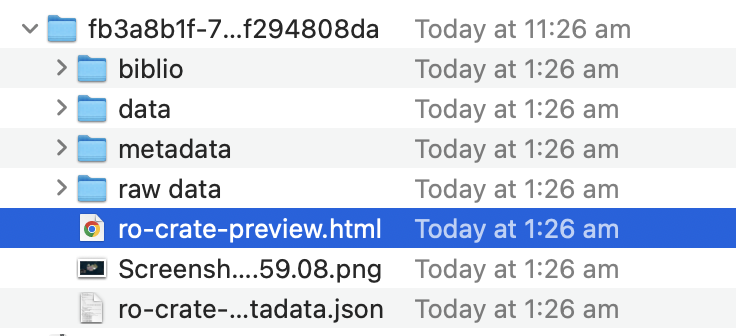 fb3a8b1f-7...f294808da Today at 11:26 am
biblio Today at 1:26 am
data Today at 1:26 am
metadata Today at 1:26 am
raw data Today at 1:26 am
ro-crate-preview.html Today at 1:26 am
Screensh....59.08.png Today at 1:26 am
ro-crate-...tadata.json Today at 1:26 am